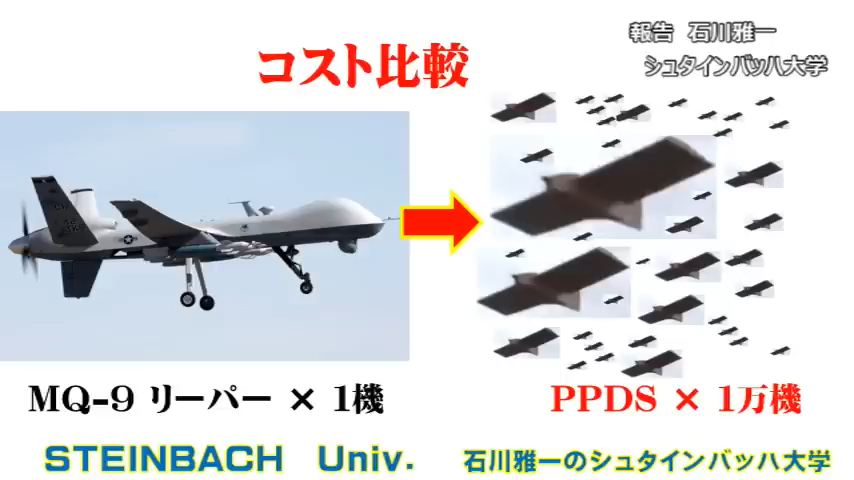 報告 石川雅一
シュタインバッハ大学
コスト比較
MQ-9 リーパー × 1機
PPDS × 1万機
STEINBACH Univ.
石川雅一のシュタインバッハ大学